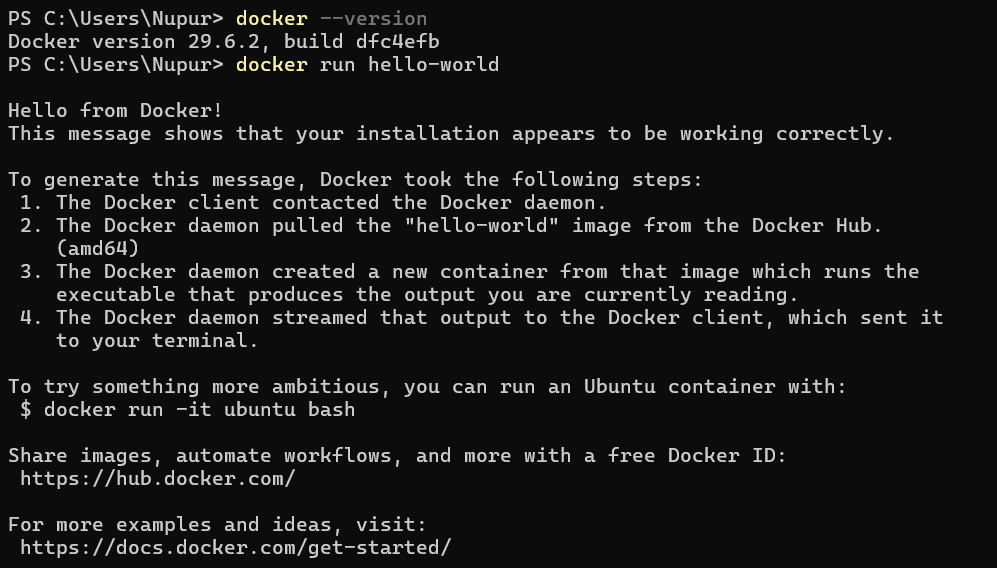 PS C:\Users\Nupur> docker --version
Docker version 29.6.2, build dfc4efb
PS C:\Users\Nupur> docker run hello-world
Hello from Docker!
This message shows that your installation appears to be working correctly.
To generate this message, Docker took the following steps:
1. The Docker client contacted the Docker daemon.
2. The Docker daemon pulled the "hello-world" image from the Docker Hub.
(amd64)
3. The Docker daemon created a new container from that image which runs the
executable that produces the output you are currently reading.
4. The Docker daemon streamed that output to the Docker client, which sent it
to your terminal.
To try something more ambitious, you can run an Ubuntu container with:
$ docker run -it ubuntu bash
Share images, automate workflows, and more with a free Docker ID:
https://hub.docker.com/
For more examples and ideas, visit:
https://docs.docker.com/get-started/